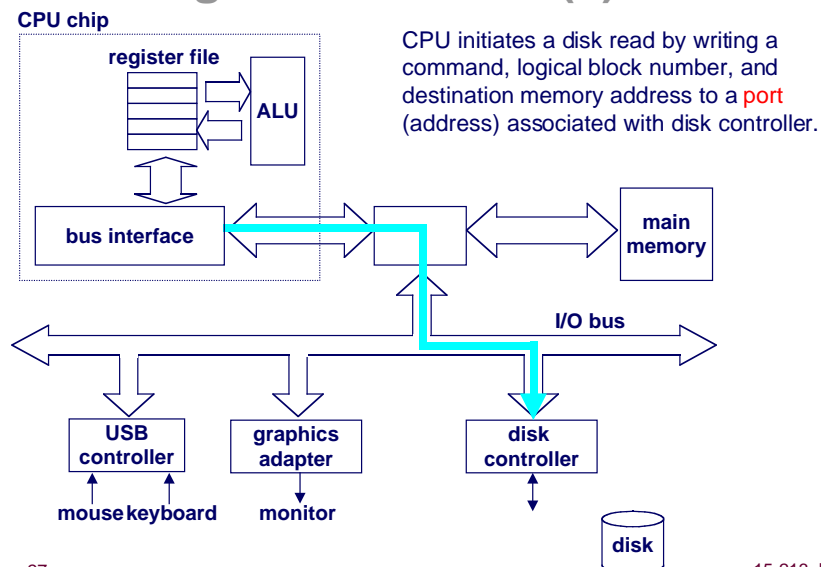 CPU chip
register file
ALU
CPU initiates a disk read by writing a
command, logical block number, and
destination memory address to a port
(address) associated with disk controller.
bus interface
main
memory
I/O bus
USB
controller
graphics
adapter
disk
controller
mouse keyboard
monitor
disk